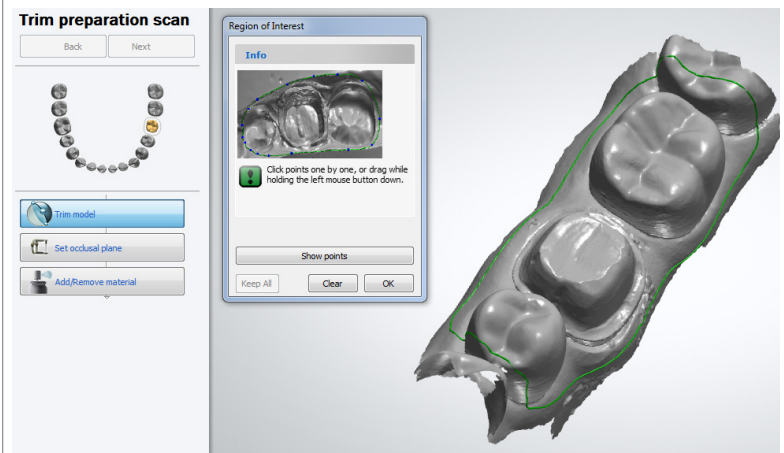 Trim preparation scan
Back
Next
Trim model
Set occlusal plane
Add/Remove material
Region of Interest
Info
Click points one by one, or drag while
holding the left mouse button down.
Show points
Keep All
Clear
OK